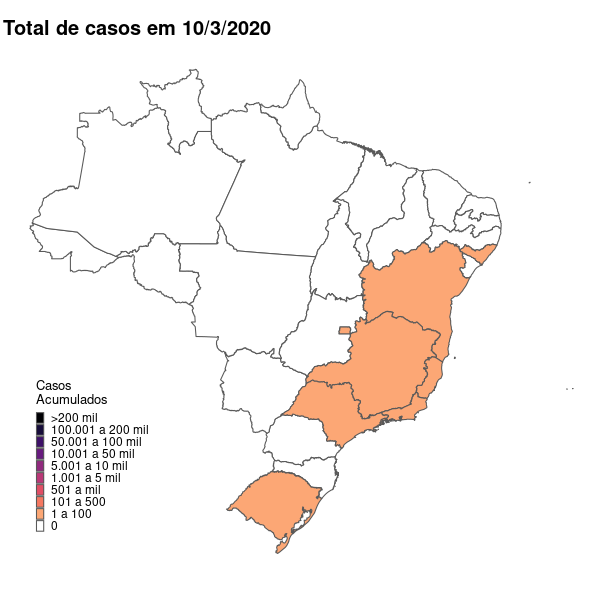 Total de casos em 10/3/2020
Casos
Acumulados
>200 mil
100.001 a 200 mil
50.001 a 100 mil
10.001 a 50 mil
5.001 a 10 mil
1.001 a 5 mil
501 a mil
101 a 500
1 a 100
0